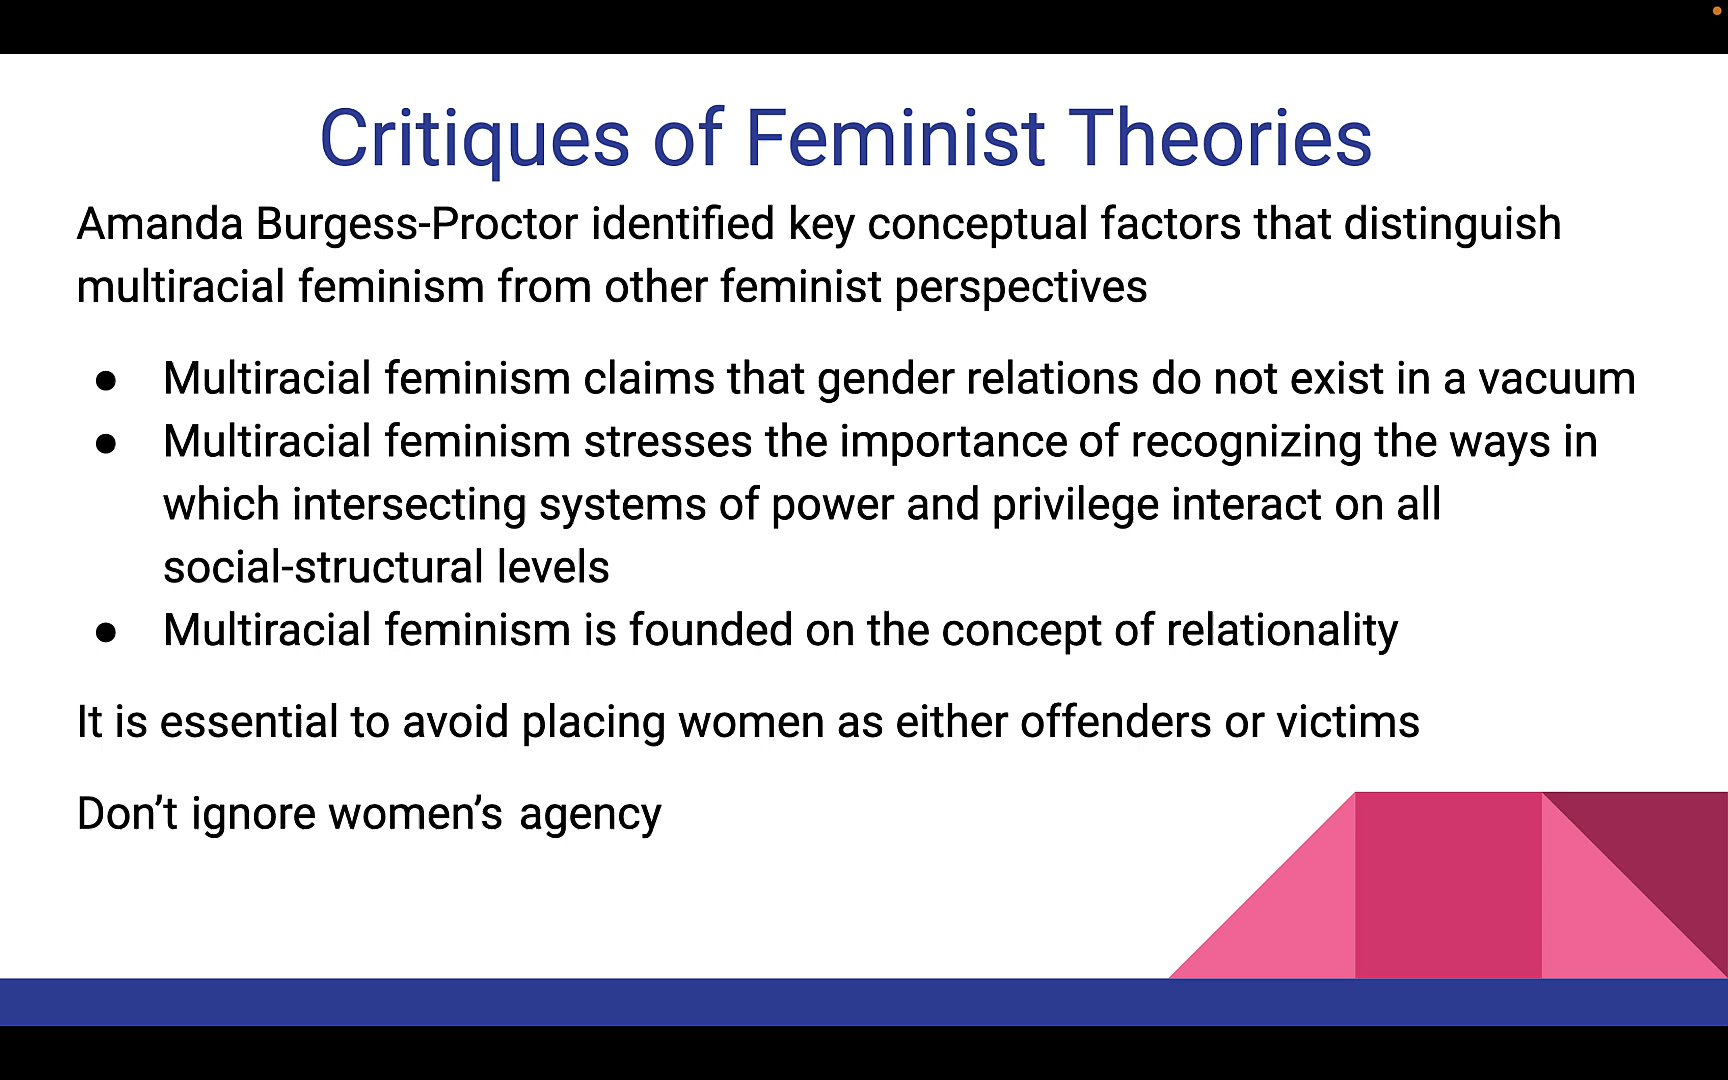 Critiques of Feminist Theories
Amanda Burgess-Proctor identified key conceptual factors that distinguish
multiracial feminism from other feminist perspectives
● Multiracial feminism claims that gender relations do not exist in a vacuum
● Multiracial feminism stresses the importance of recognizing the ways in
which intersecting systems of power and privilege interact on all
social-structural levels
● Multiracial feminism is founded on the concept of relationality
It is essential to avoid placing women as either offenders or victims
Don’t ignore women’s agency